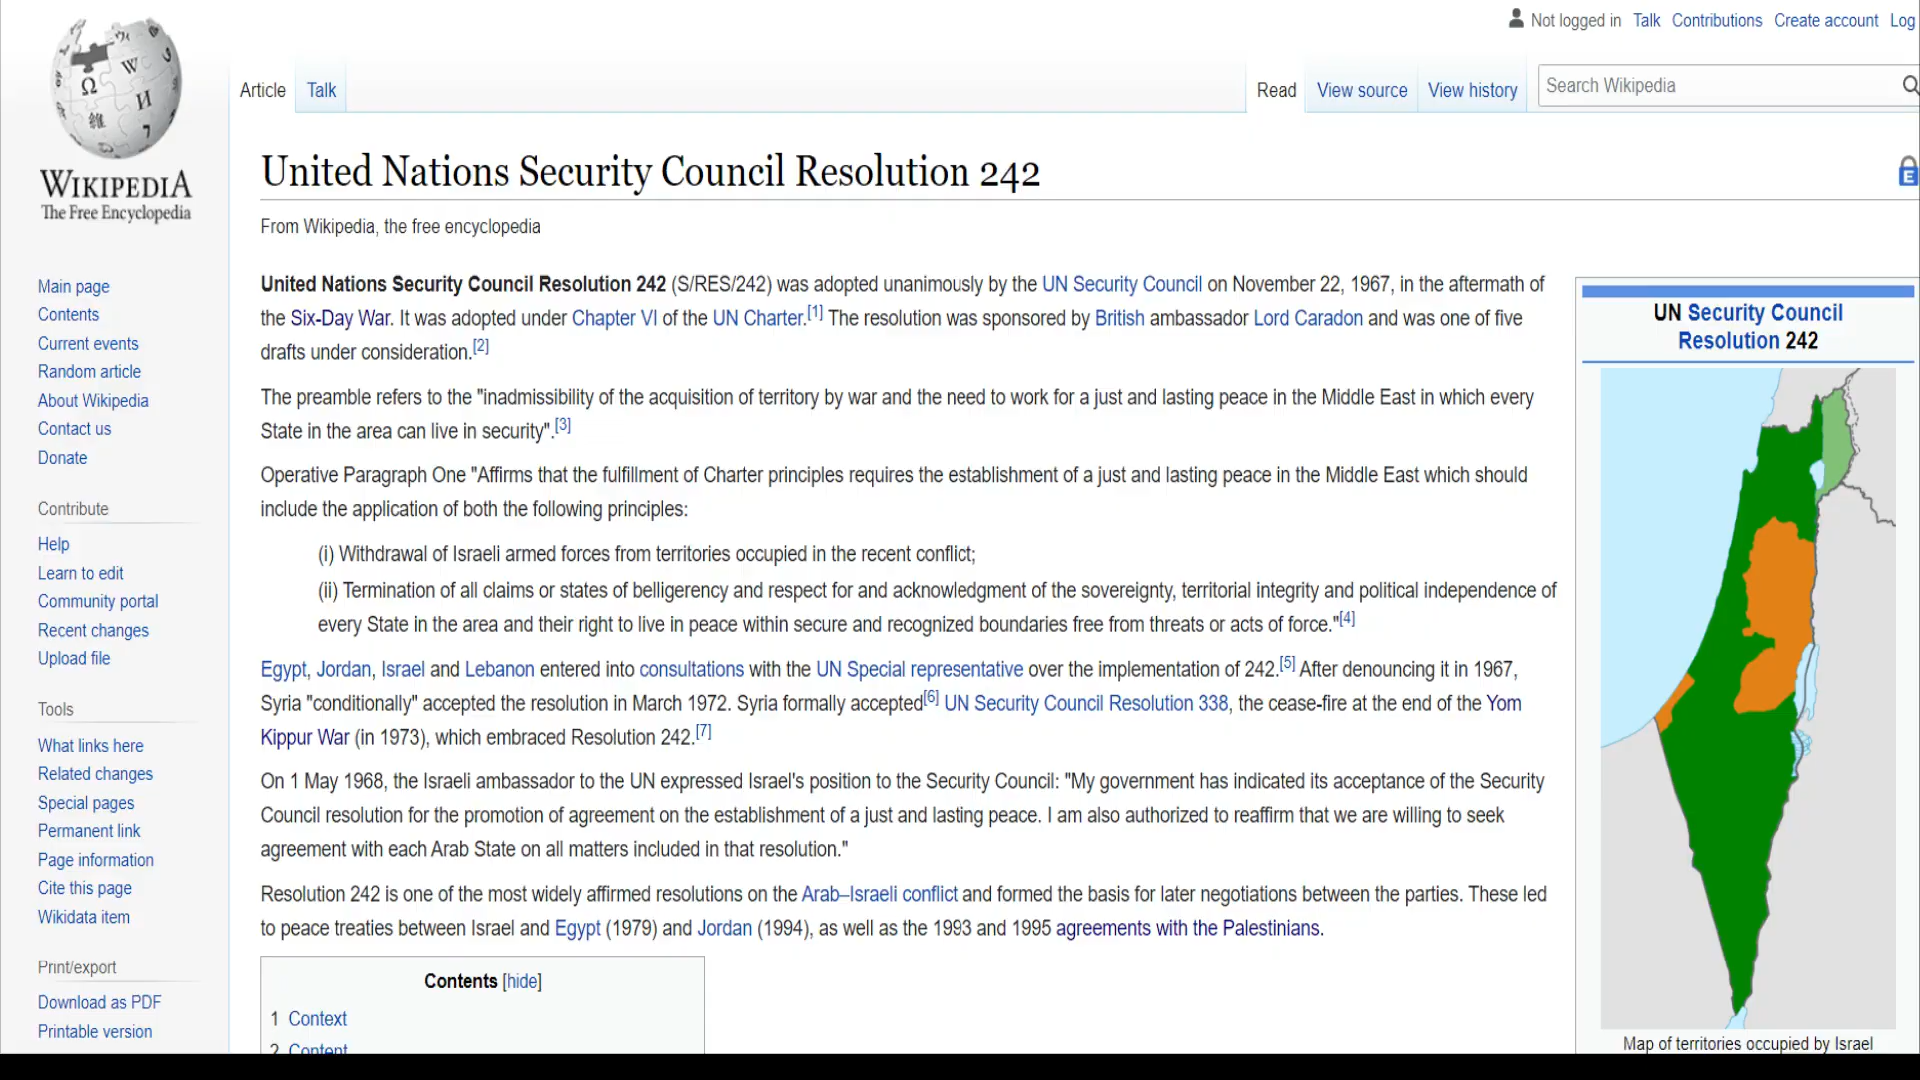 Not logged in Talk Contributions Create account Log
Article Talk Read View source View history Search Wikipedia
WIKIPEDIA
The Free Encyclopedia
Main page
Contents
Current events
Random article
About Wikipedia
Contact us
Donate
Contribute
Help
Learn to edit
Community portal
Recent changes
Upload file
Tools
What links here
Related changes
Special pages
Permanent link
Page information
Cite this page
Wikidata item
Print/export
Download as PDF
Printable version
United Nations Security Council Resolution 242
From Wikipedia, the free encyclopedia
United Nations Security Council Resolution 242 (S/RES/242) was adopted unanimously by the UN Security Council on November 22, 1967, in the aftermath of
the Six-Day War. It was adopted under Chapter VI of the UN Charter.[1] The resolution was sponsored by British ambassador Lord Caradon and was one of five
drafts under consideration.[2]
The preamble refers to the "inadmissibility of the acquisition of territory by war and the need to work for a just and lasting peace in the Middle East in which every
State in the area can live in security".[3]
Operative Paragraph One "Affirms that the fulfillment of Charter principles requires the establishment of a just and lasting peace in the Middle East which should
include the application of both the following principles:
(i) Withdrawal of Israeli armed forces from territories occupied in the recent conflict;
(ii) Termination of all claims or states of belligerency and respect for and acknowledgment of the sovereignty, territorial integrity and political independence of
every State in the area and their right to live in peace within secure and recognized boundaries free from threats or acts of force."[4]
Egypt, Jordan, Israel and Lebanon entered into consultations with the UN Special representative over the implementation of 242.[5] After denouncing it in 1967,
Syria "conditionally" accepted the resolution in March 1972. Syria formally accepted[6] UN Security Council Resolution 338, the cease-fire at the end of the Yom
Kippur War (in 1973), which embraced Resolution 242.[7]
On 1 May 1968, the Israeli ambassador to the UN expressed Israel's position to the Security Council: "My government has indicated its acceptance of the Security
Council resolution for the promotion of agreement on the establishment of a just and lasting peace. I am also authorized to reaffirm that we are willing to seek
agreement with each Arab State on all matters included in that resolution."
Resolution 242 is one of the most widely affirmed resolutions on the Arab–Israeli conflict and formed the basis for later negotiations between the parties. These led
to peace treaties between Israel and Egypt (1979) and Jordan (1994), as well as the 1993 and 1995 agreements with the Palestinians.
Contents [hide]
1 Context
2 Content
UN Security Council
Resolution 242
Map of territories occupied by Israel